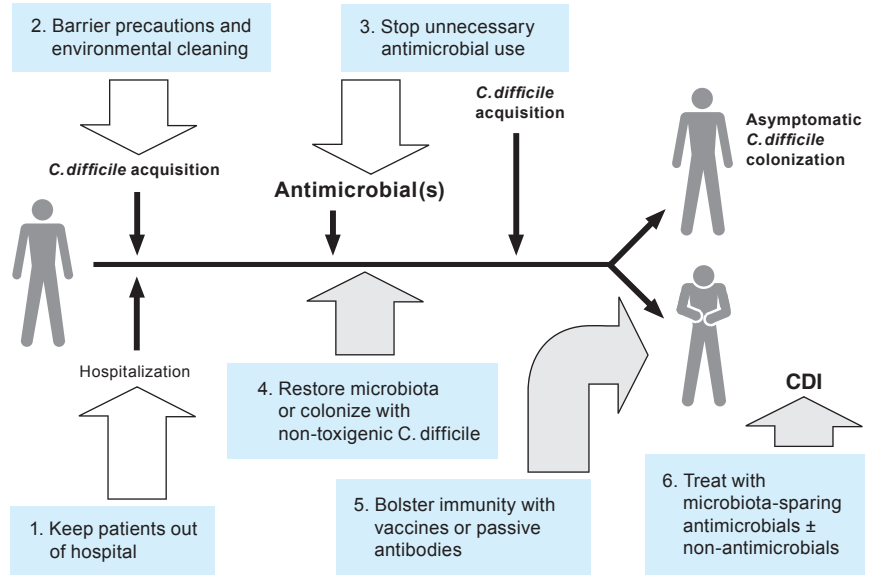 2. Barrier precautions and
environmental cleaning
3. Stop unnecessary
antimicrobial use
C. difficile
acquisition
Asymptomatic
C. difficile
colonization
C. difficile acquisition
Antimicrobial(s)
Hospitalization
4. Restore microbiota
or colonize with
non-toxigenic C. difficile
CDI
1. Keep patients out
of hospital
5. Bolster immunity with
vaccines or passive
antibodies
6. Treat with
microbiota-sparing
antimicrobials ±
non-antimicrobials